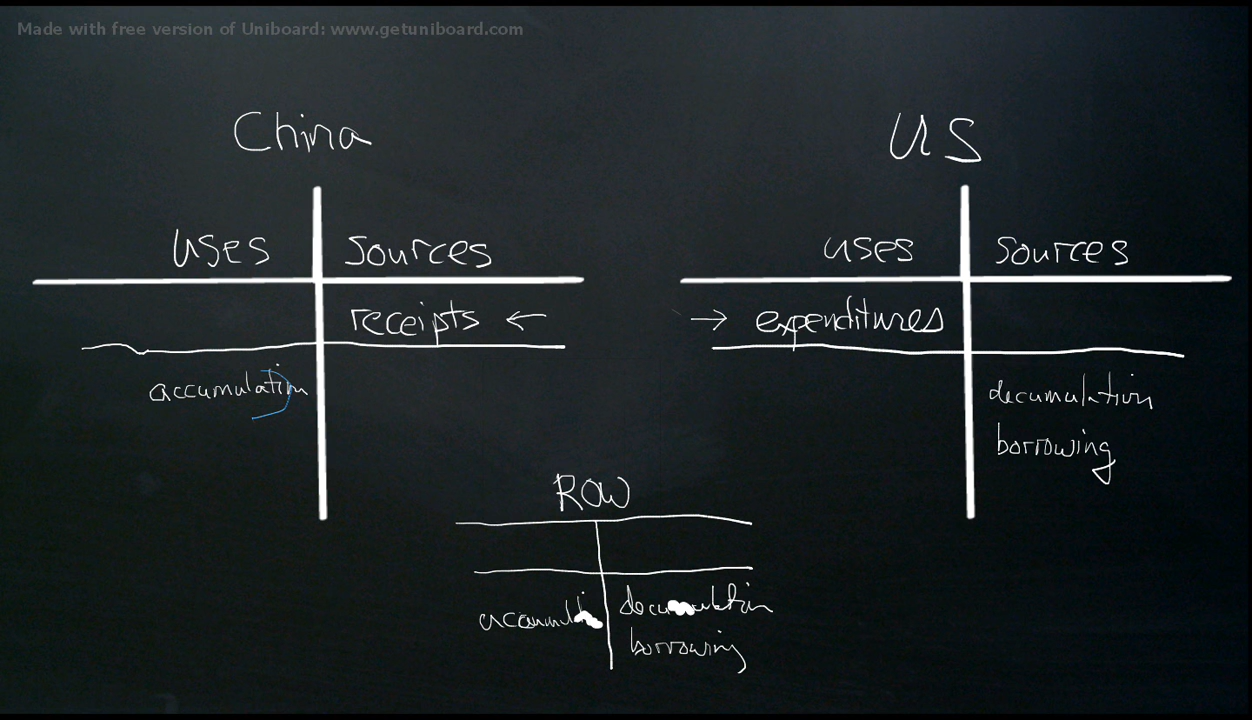 Made with free version of Uniboard: www.getuniboard.com
China
US
uses sources
uses sources
receipts ←
→ expenditures
accumulation
decumulation
borrowing
ROW
decumulation
borrowing